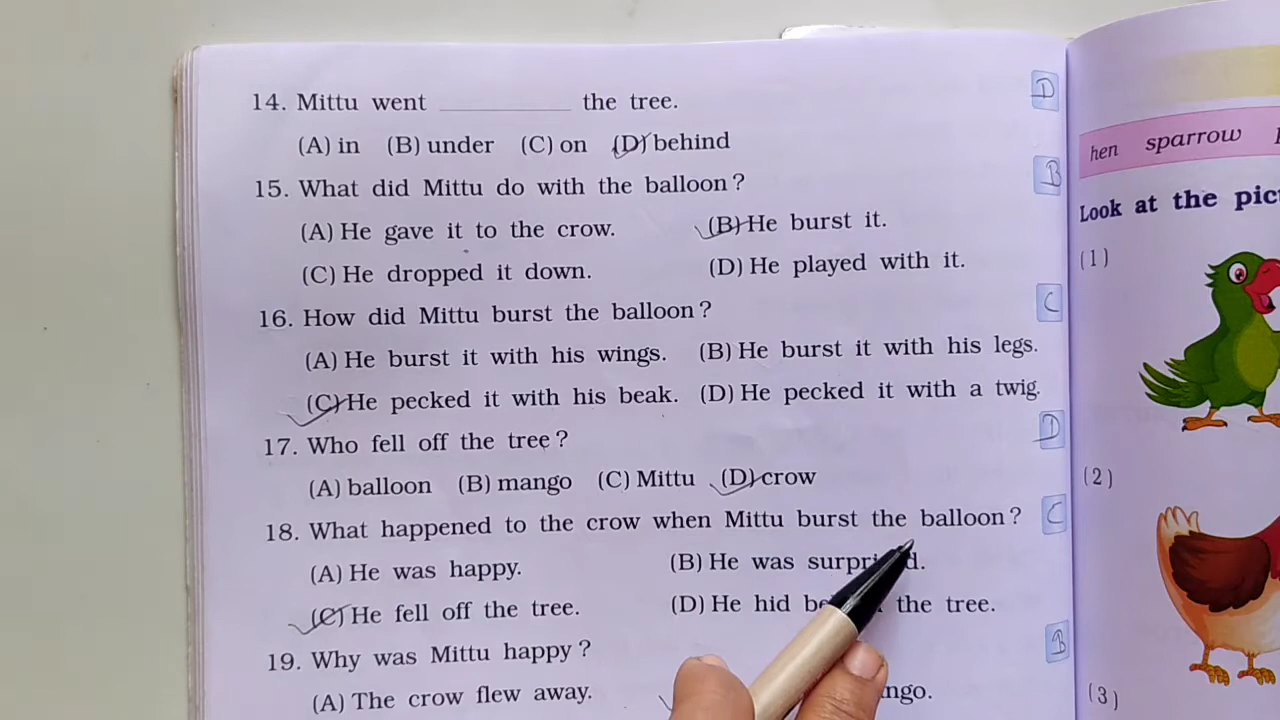 14. Mittu went __________ the tree. D
(A) in (B) under (C) on (D) behind
15. What did Mittu do with the balloon? B
(A) He gave it to the crow. (B) He burst it.
(C) He dropped it down. (D) He played with it.
16. How did Mittu burst the balloon? C
(A) He burst it with his wings. (B) He burst it with his legs.
(C) He pecked it with his beak. (D) He pecked it with a twig.
17. Who fell off the tree? D
(A) balloon (B) mango (C) Mittu (D) crow
18. What happened to the crow when Mittu burst the balloon? C
(A) He was happy. (B) He was
(C) He fell off the tree. (D) He hid the tree.
19. Why was Mittu happy? B
(A) The crow flew away.
hen sparrow
Look at the
(1)
(2)
(3)